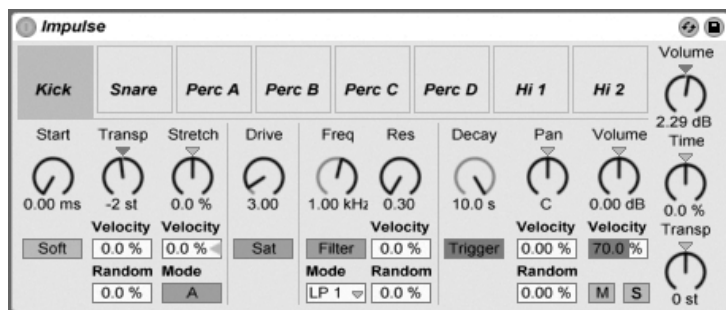 Impulse
Volume
Kick Snare Perc A Perc B Perc C Perc D Hi 1 Hi 2
2.29 dB
Start Transp Stretch Drive Freq Res Decay Pan Volume
Time
0.00 ms -2 st 0.0 % 3.00 1.00 kHz 0.30 10.0 s C 0.00 dB
0.0 %
Velocity Velocity Velocity Velocity Velocity
Transp
Soft 0.0 % 0.0 % Sat Filter 0.0 % Trigger 0.00 % 70.0 %
Random Mode Mode Random Random
0.0 % A LP 1 0.0 % 0.00 % M S
0 st